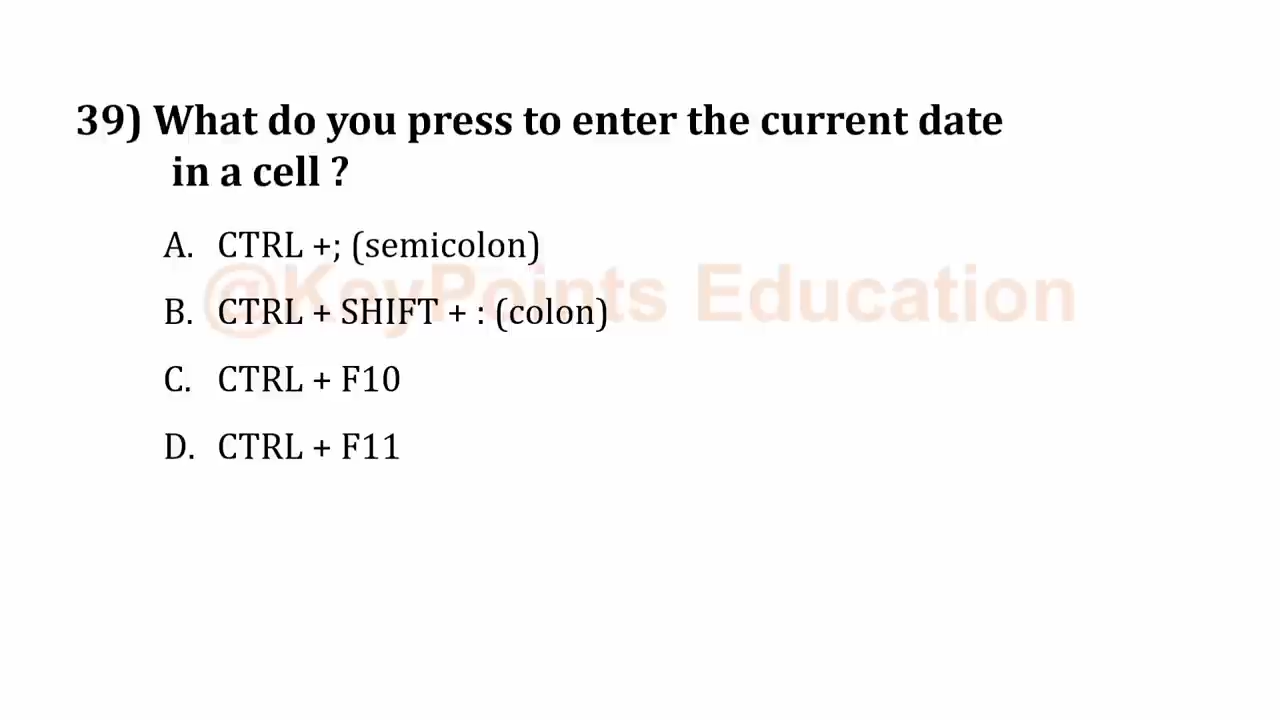 39) What do you press to enter the current date
in a cell ?
A. CTRL +; (semicolon)
@KeyPoints Education
B. CTRL + SHIFT + : (colon)
C. CTRL + F10
D. CTRL + F11